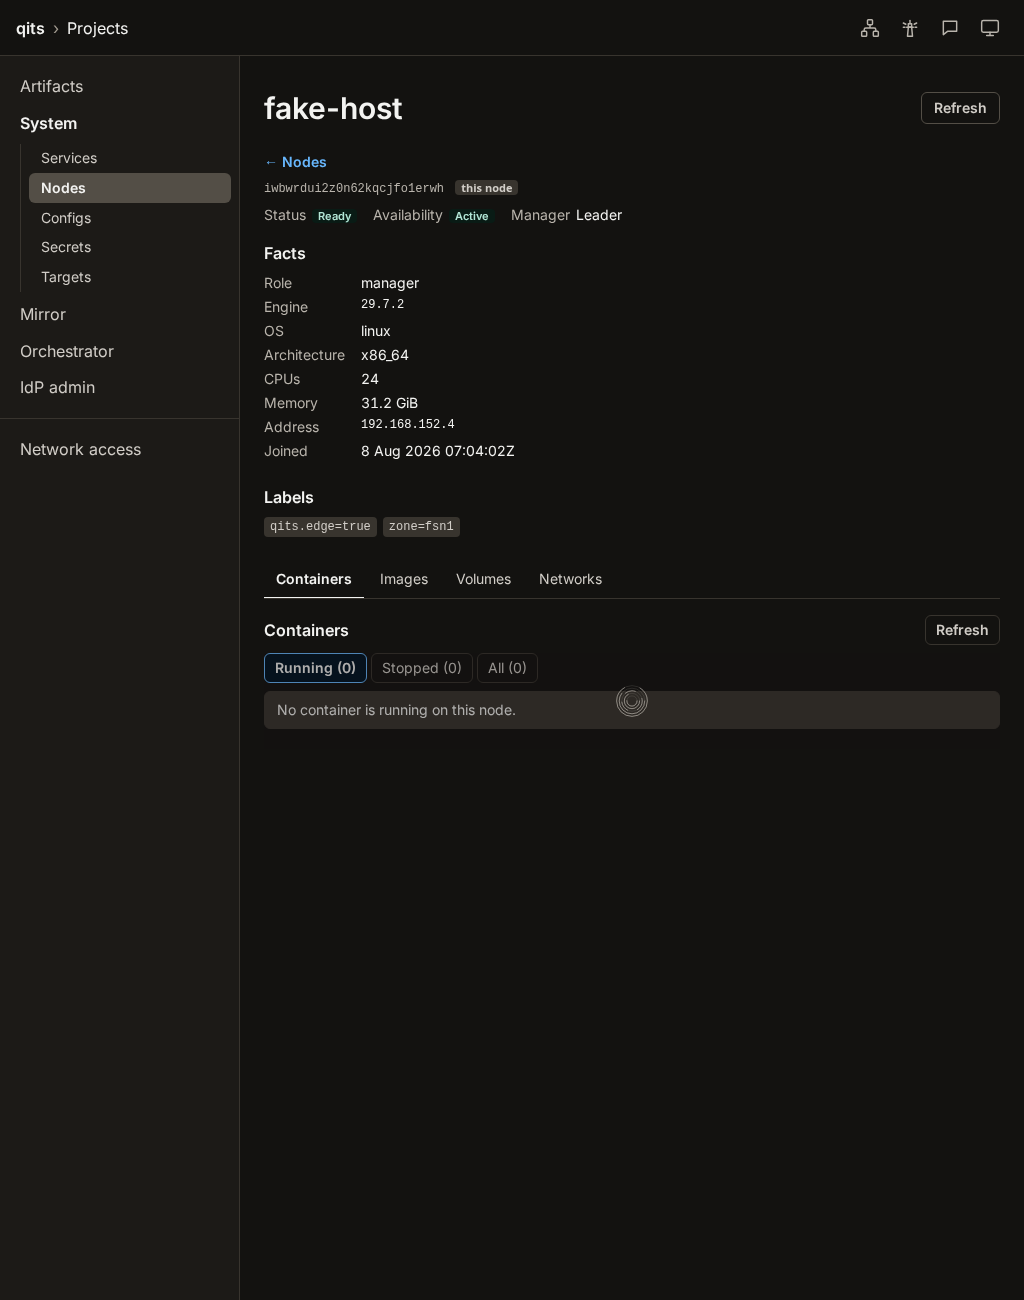 qits › Projects
Artifacts
System
Services
Nodes
Configs
Secrets
Targets
Mirror
Orchestrator
IdP admin
Network access
fake-host
Refresh
← Nodes
iwbwrdui2z0n62kqcjfo1erwh this node
Status Ready Availability Active Manager Leader
Facts
Role manager
Engine 29.7.2
OS linux
Architecture x86_64
CPUs 24
Memory 31.2 GiB
Address 192.168.152.4
Joined 8 Aug 2026 07:04:02Z
Labels
qits.edge=true zone=fsn1
Containers Images Volumes Networks
Containers
Refresh
Running (0) Stopped (0) All (0)
No container is running on this node.